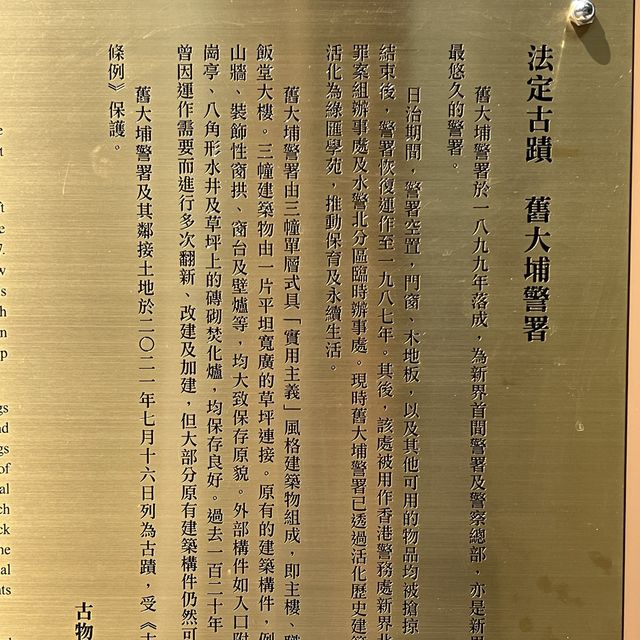 法定古蹟 舊大埔警署
舊大埔警署於一八九九年落成，為新界首間警署及警察總部，亦是新
最悠久的警署。
日治期間，警署空置，門窗、木地板，以及其他可用的物品均被搶掠
結束後，警署恢復運作至一九八七年。其後，該處被用作香港警務處新界北
罪案組辦事處及水警北分區臨時辦事處。現時舊大埔警署已透過活化歷史建築
活化為綠匯學苑，推動保育及永續生活。
舊大埔警署由三幢單層式具「實用主義」風格建築物組成，即主樓、職
飯堂大樓。三幢建築物由一片平坦寬廣的草坪連接。原有的建築構件，例
山牆、裝飾性窗拱、窗台及壁爐等，均大致保存原貌。外部構件如入口附
崗亭、八角形水井及草坪上的磚砌焚化爐，均保存良好。過去一百二十年
曾因運作需要而進行多次翻新、改建及加建，但大部分原有建築構件仍然可
舊大埔警署及其鄰接土地於二〇二一年七月十六日列為古蹟，受《古
條例》保護。
古物